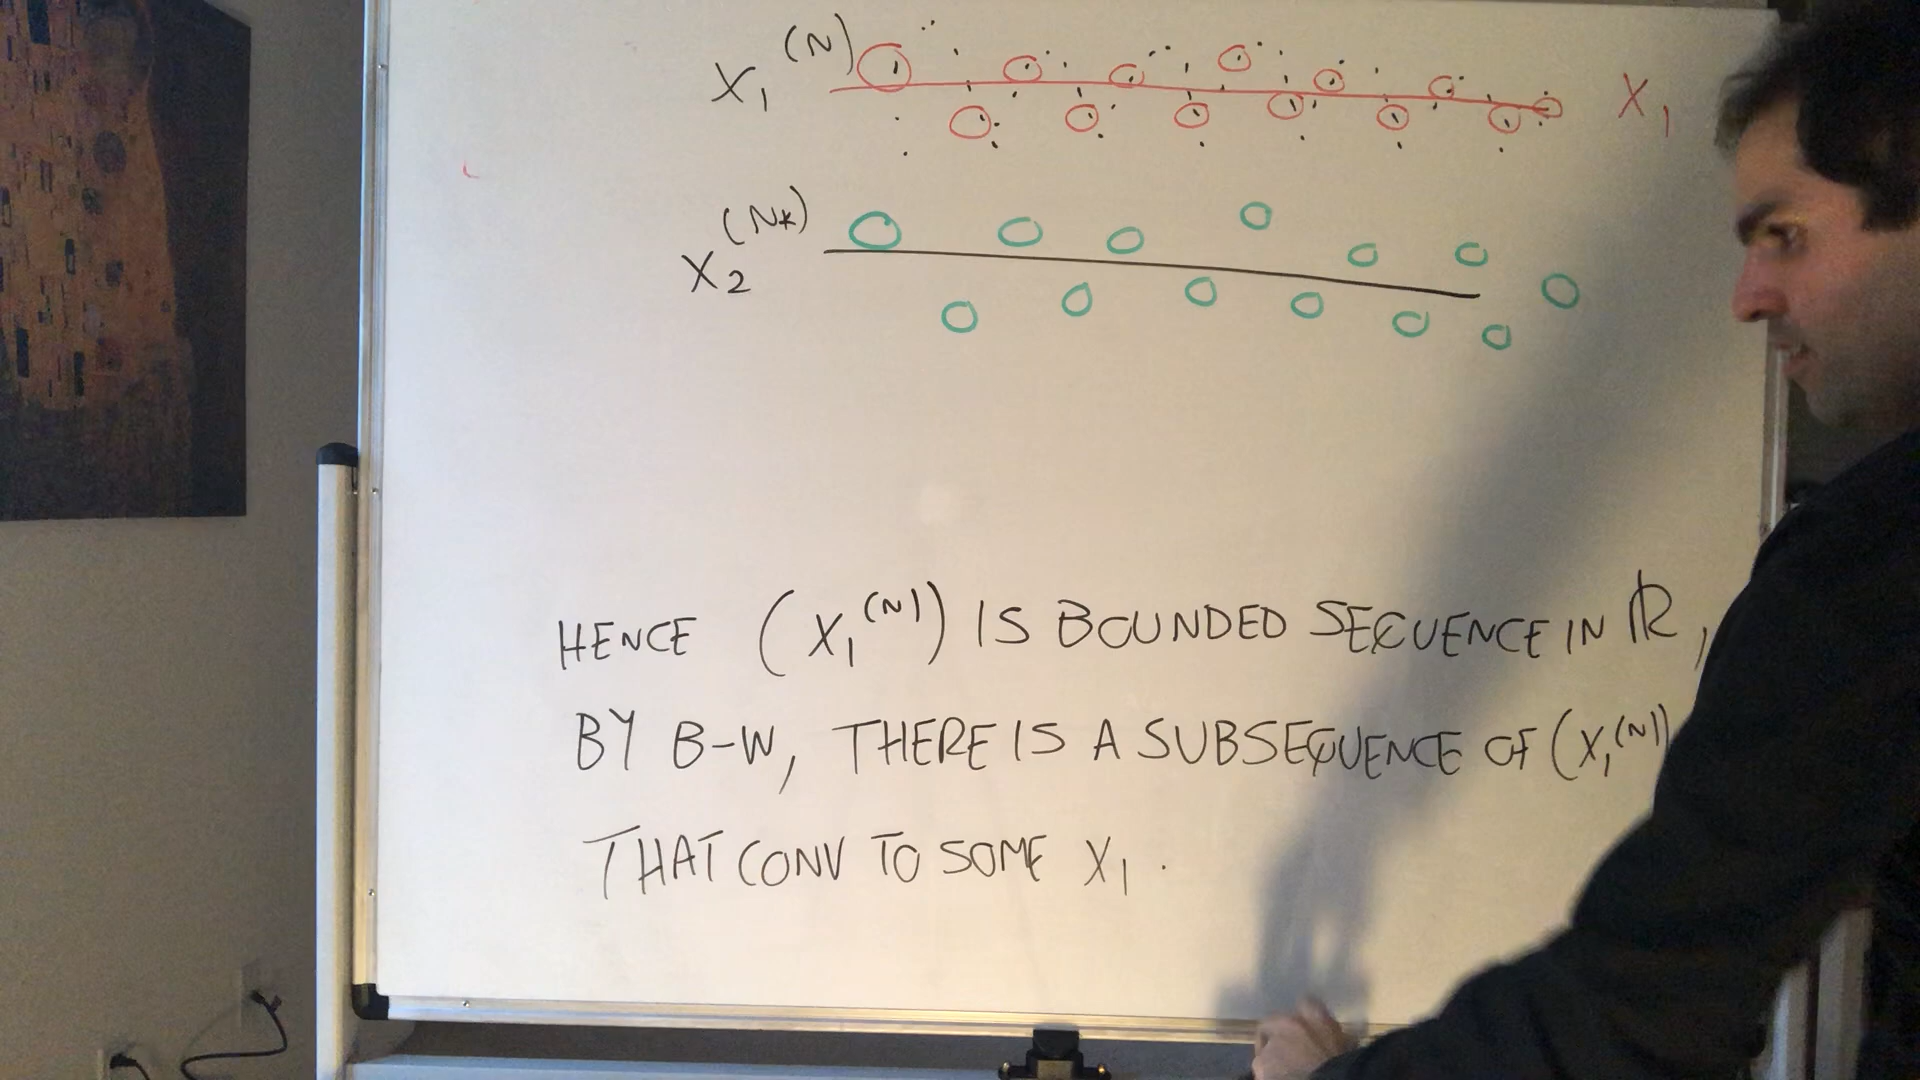 X₁⁽ᴺ⁾ X₁
X₂⁽ᴺᵏ⁾
HENCE (X₁⁽ᴺ⁾) IS BOUNDED SEQUENCE IN ℝ,
BY B-W, THERE IS A SUBSEQUENCE OF (X₁⁽ᴺ⁾)
THAT CONV TO SOME X₁.